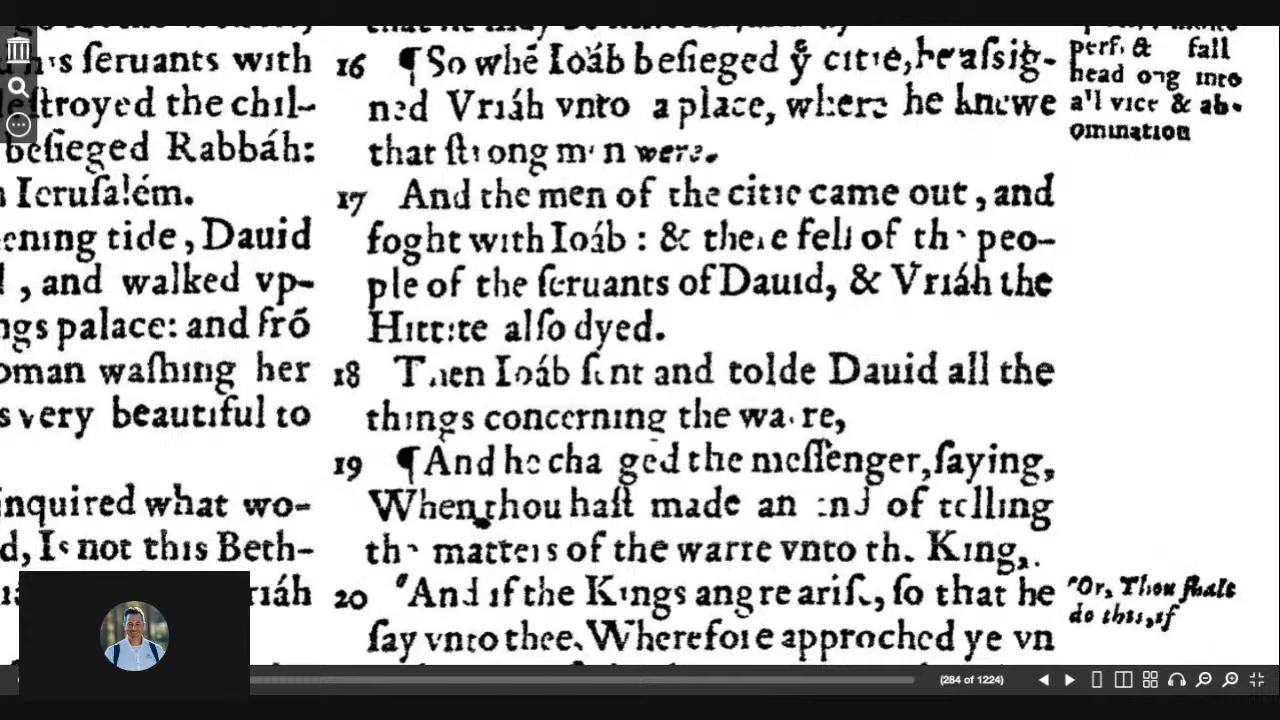 ſeruants with
ſtroyed the chil-
beſieged Rabbáh:
Ieruſalém.
ening tide, Dauid
, and walked vp-
ngs palace: and frõ
oman waſhing her
s very beautiful to
inquired what wo-
d, Is not this Beth-
riáh
16 ¶So whẽ Ioáb beſieged yͤ citie, he aſsig-
ned Vriáh vnto a place, where he knewe
that ſtrong men were.
17 And the men of the citie came out, and
foght with Ioáb: & there fell of the peo-
ple of the ſeruants of Dauid, & Vriáh the
Hittite alſo dyed.
18 Then Ioáb ſent and tolde Dauid all the
things concerning the warre,
19 ¶And he charged the meſſenger, ſaying,
When thou haſt made an end of telling
the matters of the warre vnto the King,
20 "And if the Kings angre ariſe, ſo that he
ſay vnto thee, Wherefore approched ye vn
perſ, & fall
headlong into
all vice & ab-
omination
"Or, Thou ſhalt
do this, if
(284 of 1224)